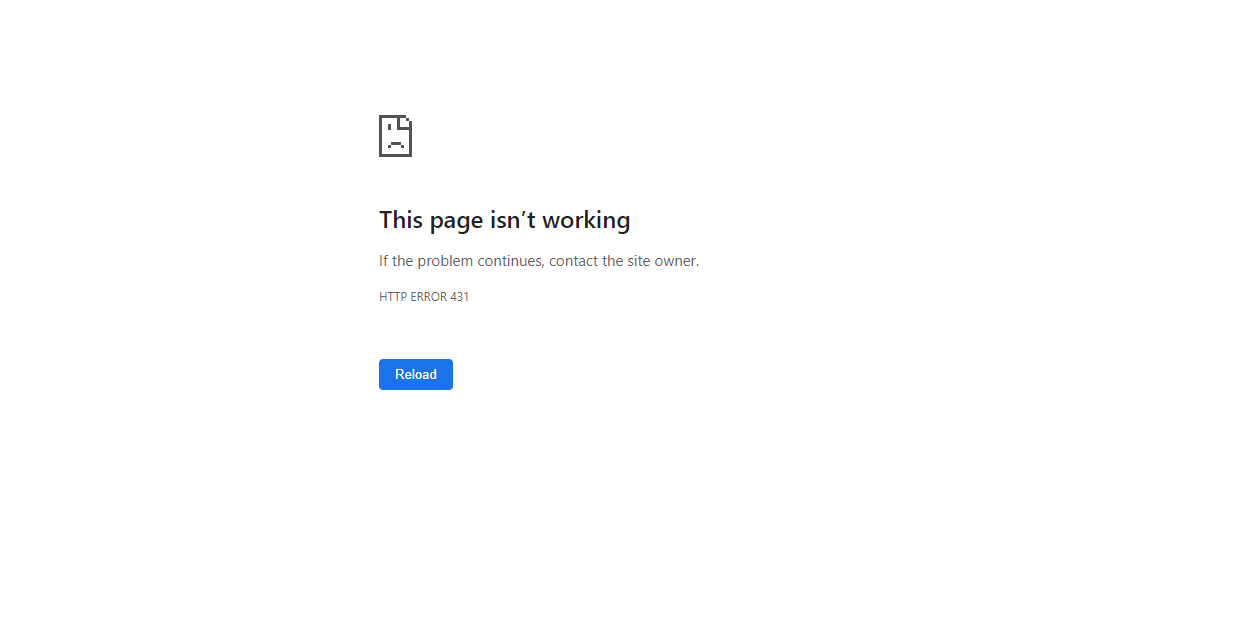 This page isn’t working
If the problem continues, contact the site owner.
HTTP ERROR 431
Reload